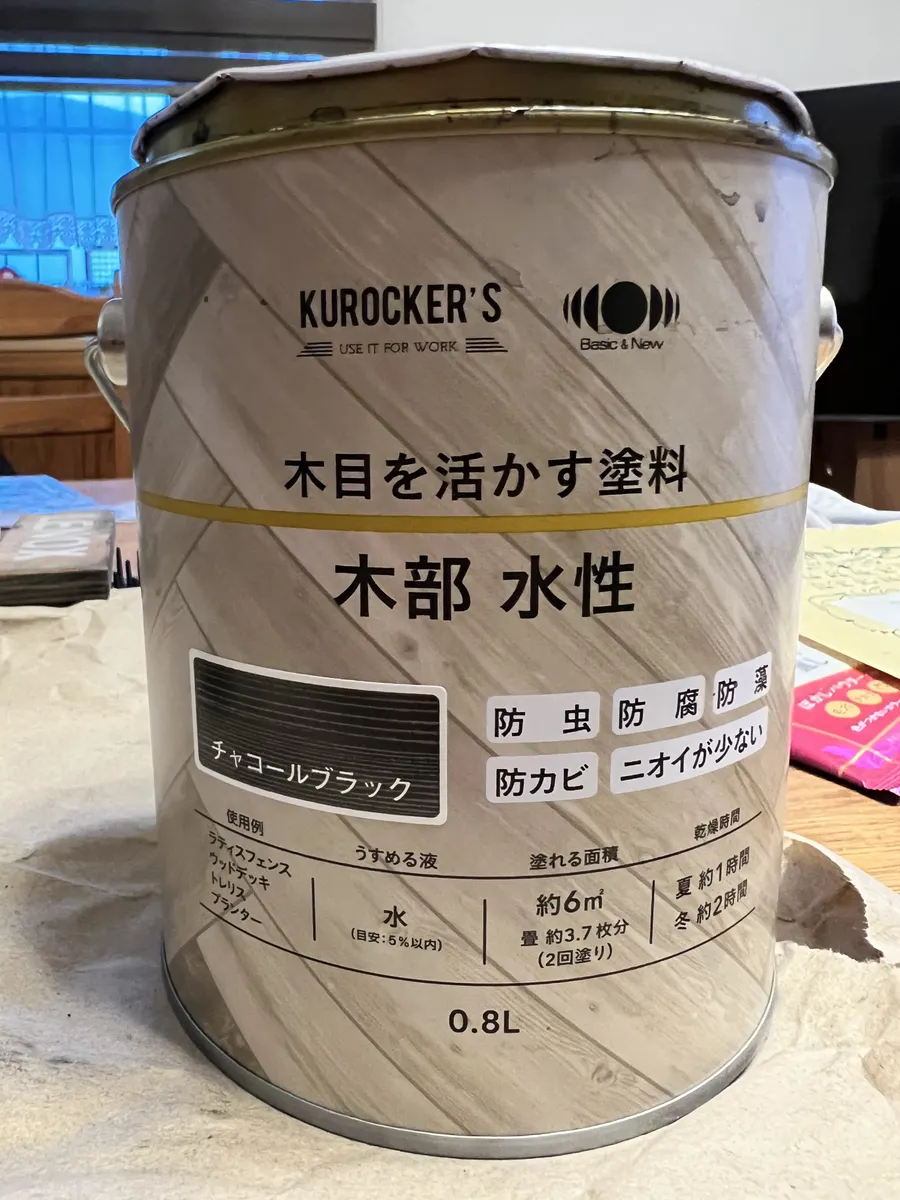 KUROCKER'S
USE IT FOR WORK
Basic & New
木目を活かす塗料
木部 水性
チャコールブラック
防虫
防腐
防藻
防カビ
ニオイが少ない
使用例
ラティスフェンス
ウッドデッキ
トレリス
プランター
うすめる液
水
(目安:5%以内)
塗れる面積
約6㎡
畳 約3.7枚分
(2回塗り)
乾燥時間
夏 約1時間
冬 約2時間
0.8L